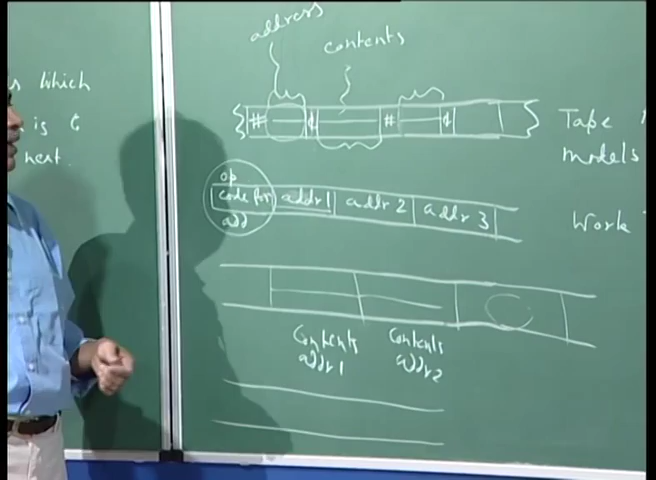 s which
is
next.
address
contents
# ¢ # ¢
Tape
models
op
code for addr 1 addr 2 addr 3
add
Work
Contents Contents
addr 1 addr 2